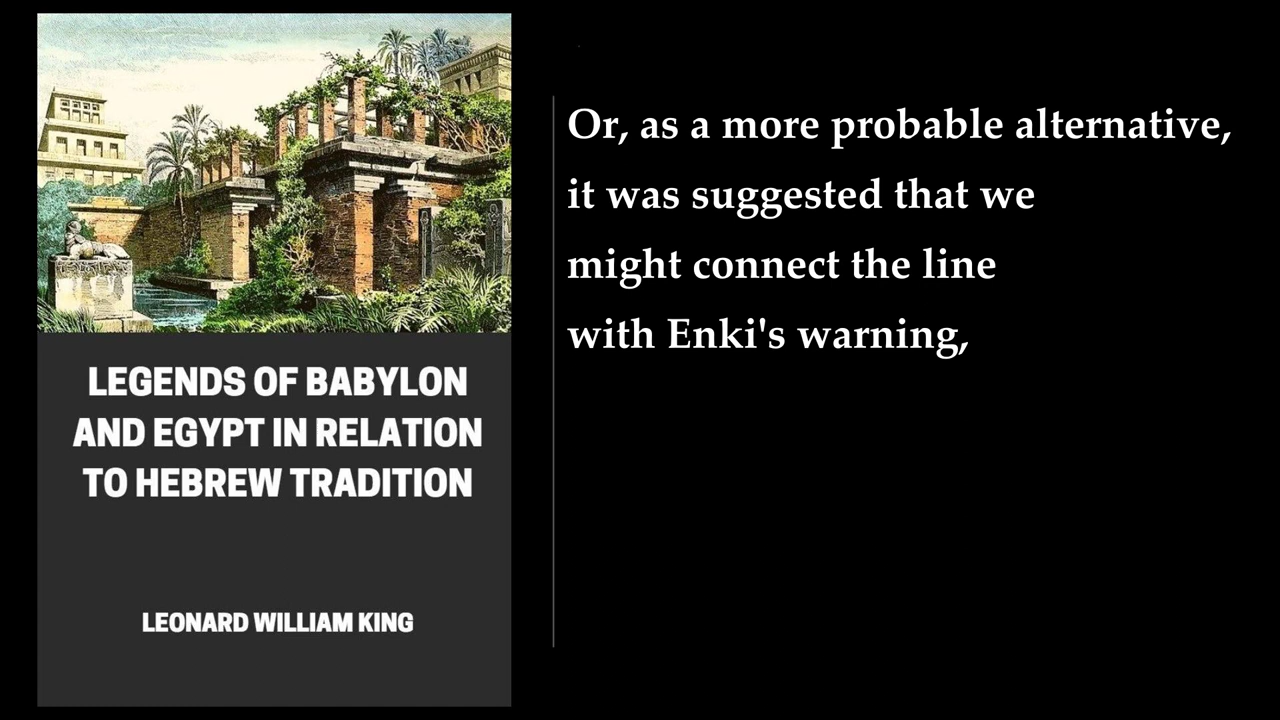 LEGENDS OF BABYLON
AND EGYPT IN RELATION
TO HEBREW TRADITION
LEONARD WILLIAM KING
Or, as a more probable alternative,
it was suggested that we
might connect the line
with Enki's warning,